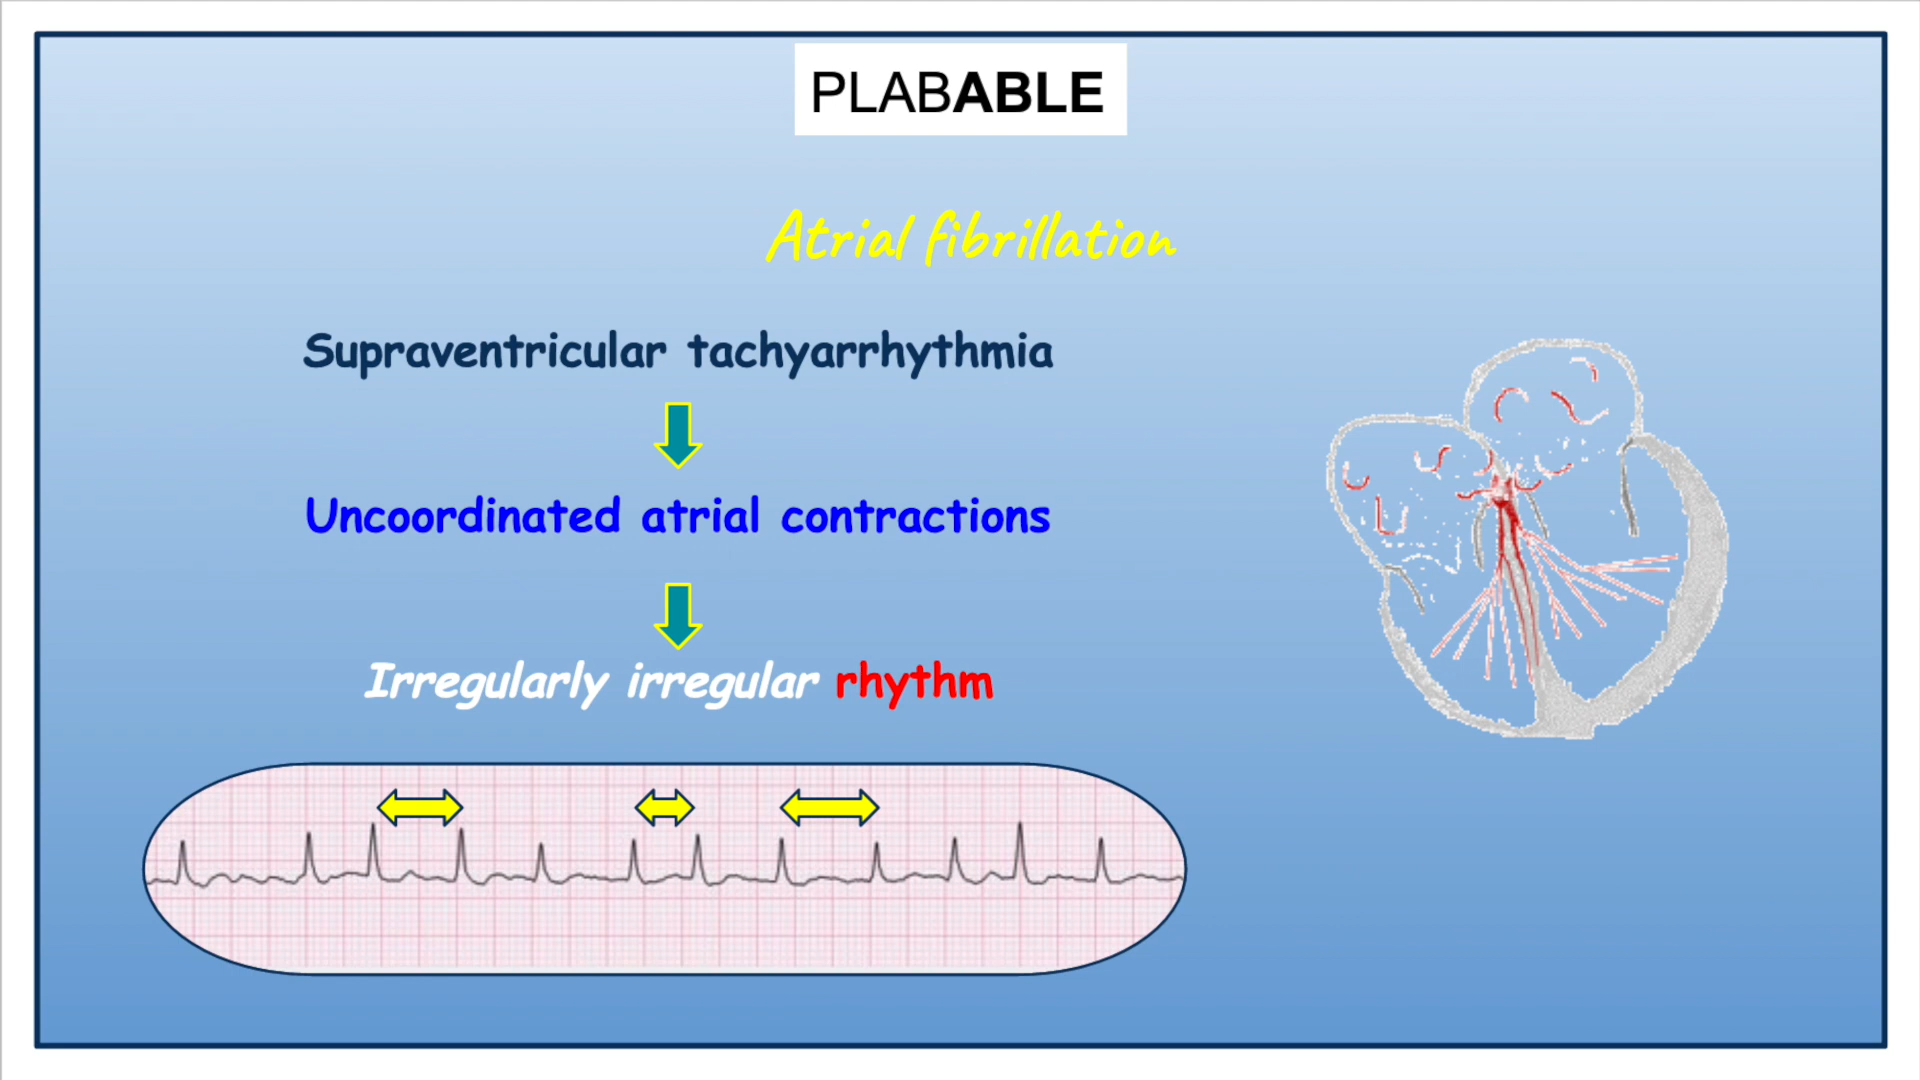 PLABABLE
Atrial fibrillation
Supraventricular tachyarrhythmia
Uncoordinated atrial contractions
Irregularly irregular rhythm